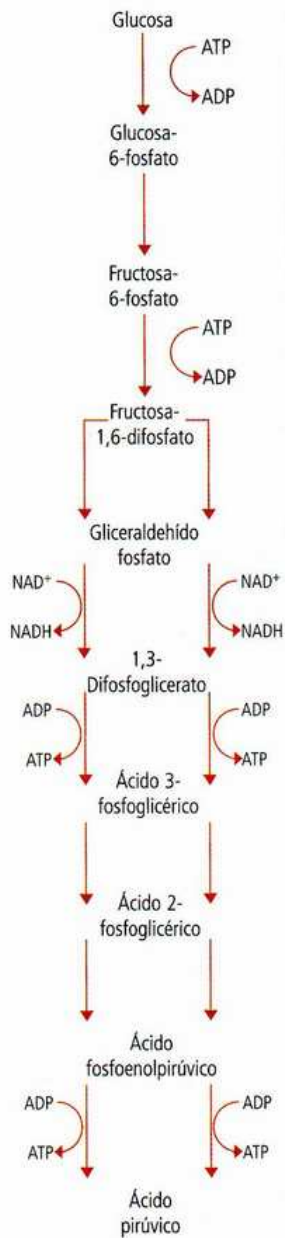 Glucosa
ATP
ADP
Glucosa-
6-fosfato
Fructosa-
6-fosfato
ATP
ADP
Fructosa-
1,6-difosfato
Gliceraldehído
fosfato
NAD⁺
NAD⁺
NADH
NADH
1,3-
Difosfoglicerato
ADP
ADP
ATP
ATP
Ácido 3-
fosfoglicérico
Ácido 2-
fosfoglicérico
Ácido
fosfoenolpirúvico
ADP
ADP
ATP
ATP
Ácido
pirúvico